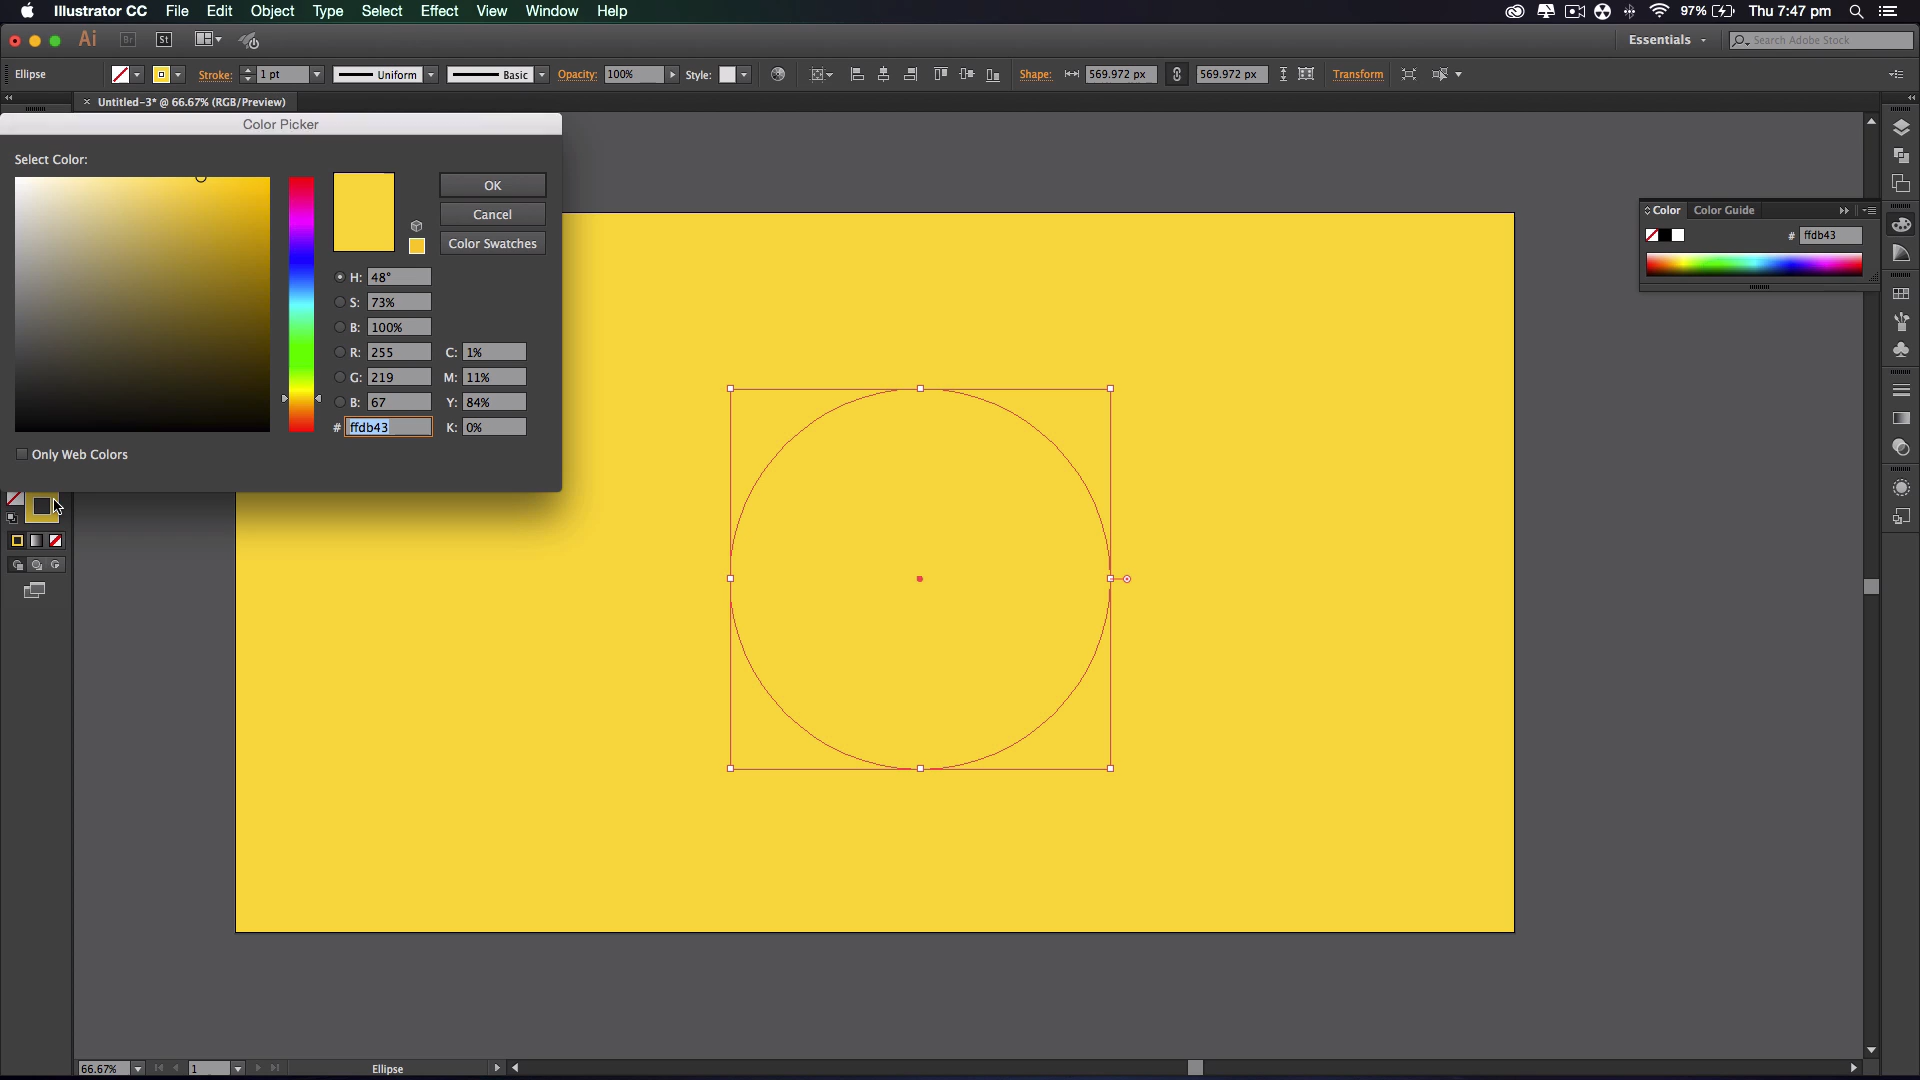 Illustrator CC File Edit Object Type Select Effect View Window Help 97% Thu 7:47 pm
Ai Br St Essentials Search Adobe Stock
Ellipse Stroke: 1 pt Uniform Basic Opacity: 100% Style: Shape: 569.972 px 569.972 px Transform
× Untitled-3* @ 66.67% (RGB/Preview)
Color Picker
Select Color:
OK
Cancel
Color Swatches
H: 48°
S: 73%
B: 100%
R: 255 C: 1%
G: 219 M: 11%
B: 67 Y: 84%
# ffdb43 K: 0%
Only Web Colors
Color Color Guide
# ffdb43
66.67% 1 Ellipse